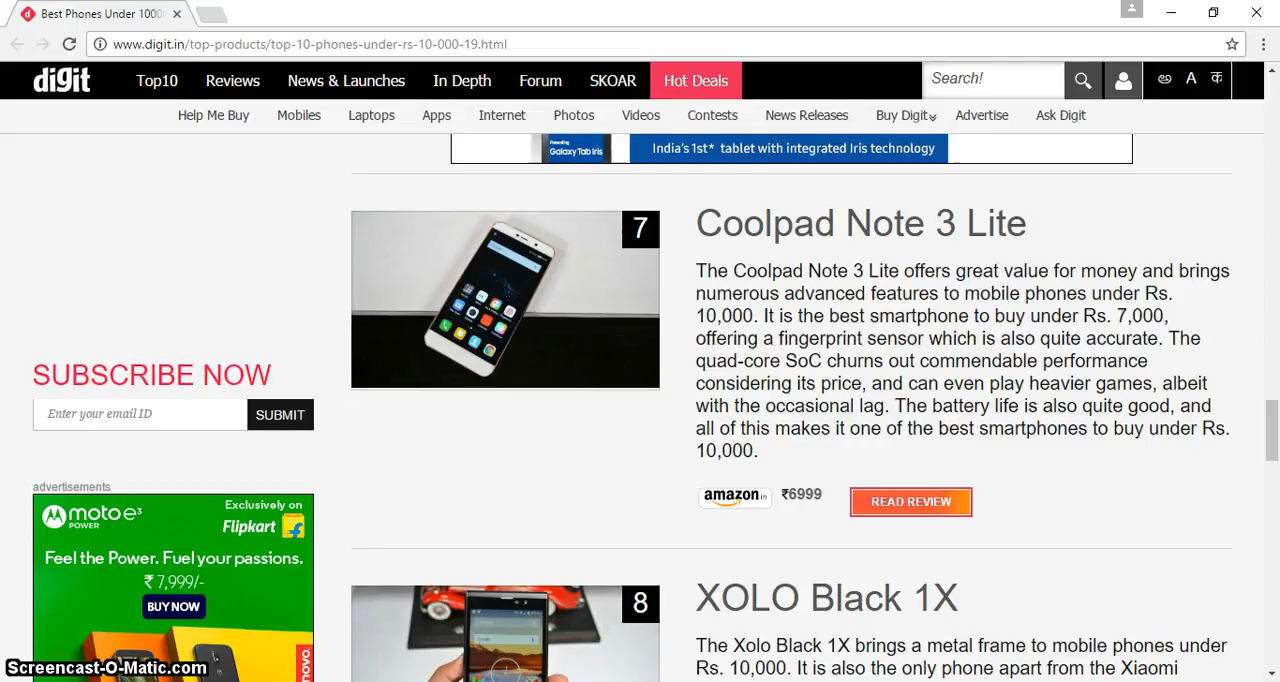 Best Phones Under 1000
www.digit.in/top-products/top-10-phones-under-rs-10-000-19.html
digit Top10 Reviews News & Launches In Depth Forum SKOAR Hot Deals Search! A क
Help Me Buy Mobiles Laptops Apps Internet Photos Videos Contests News Releases Buy Digit Advertise Ask Digit
Presenting
Galaxy Tab Iris
India's 1st* tablet with integrated Iris technology
7
Coolpad Note 3 Lite
The Coolpad Note 3 Lite offers great value for money and brings
numerous advanced features to mobile phones under Rs.
10,000. It is the best smartphone to buy under Rs. 7,000,
offering a fingerprint sensor which is also quite accurate. The
quad-core SoC churns out commendable performance
considering its price, and can even play heavier games, albeit
with the occasional lag. The battery life is also quite good, and
all of this makes it one of the best smartphones to buy under Rs.
10,000.
amazon.in ₹6999 READ REVIEW
SUBSCRIBE NOW
Enter your email ID SUBMIT
advertisements
moto e³
POWER
Exclusively on
Flipkart
Feel the Power. Fuel your passions.
₹ 7,999/-
BUY NOW
8
XOLO Black 1X
The Xolo Black 1X brings a metal frame to mobile phones under
Rs. 10,000. It is also the only phone apart from the Xiaomi
Screencast-O-Matic.com